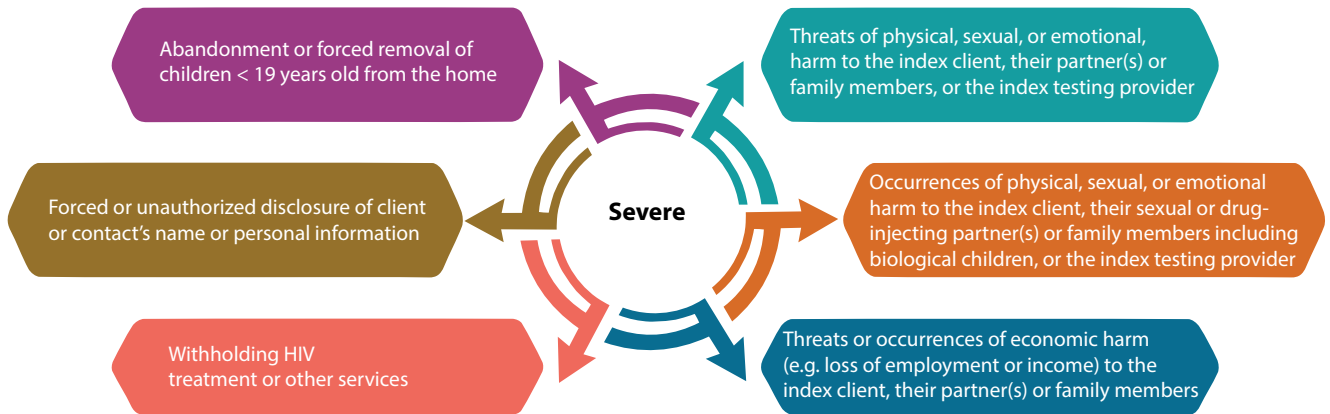 Abandonment or forced removal of
children < 19 years old from the home
Threats of physical, sexual, or emotional,
harm to the index client, their partner(s) or
family members, or the index testing provider
Forced or unauthorized disclosure of client
or contact's name or personal information
Severe
Occurrences of physical, sexual, or emotional
harm to the index client, their sexual or drug-
injecting partner(s) or family members including
biological children, or the index testing provider
Withholding HIV
treatment or other services
Threats or occurrences of economic harm
(e.g. loss of employment or income) to the
index client, their partner(s) or family members